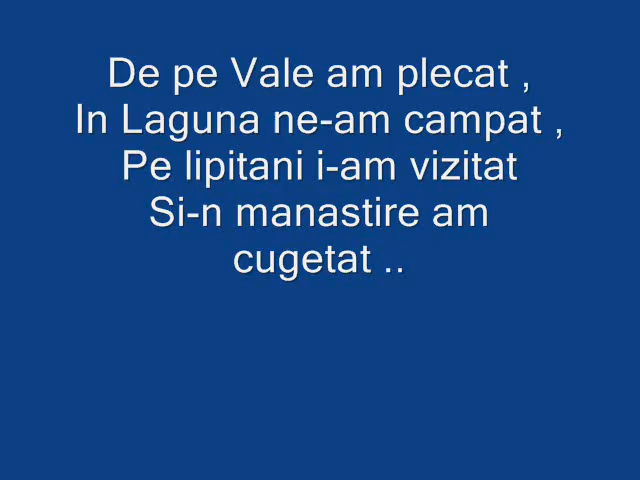 De pe Vale am plecat ,
In Laguna ne-am campat ,
Pe lipitani i-am vizitat
Si-n manastire am
cugetat ..